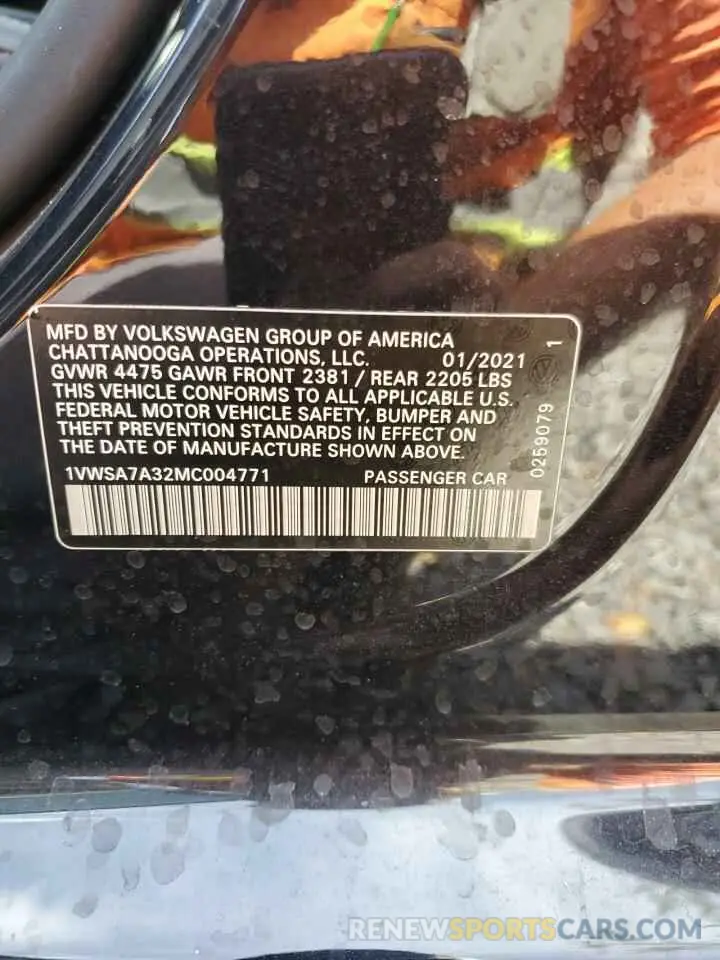 MFD BY VOLKSWAGEN GROUP OF AMERICA
CHATTANOOGA OPERATIONS, LLC. 01/2021
GVWR 4475 GAWR FRONT 2381 / REAR 2205 LBS
THIS VEHICLE CONFORMS TO ALL APPLICABLE U.S.
FEDERAL MOTOR VEHICLE SAFETY, BUMPER AND
THEFT PREVENTION STANDARDS IN EFFECT ON
THE DATE OF MANUFACTURE SHOWN ABOVE.
1VWSA7A32MC004771 PASSENGER CAR
0259079
1
RENEWSPORTSCARS.COM